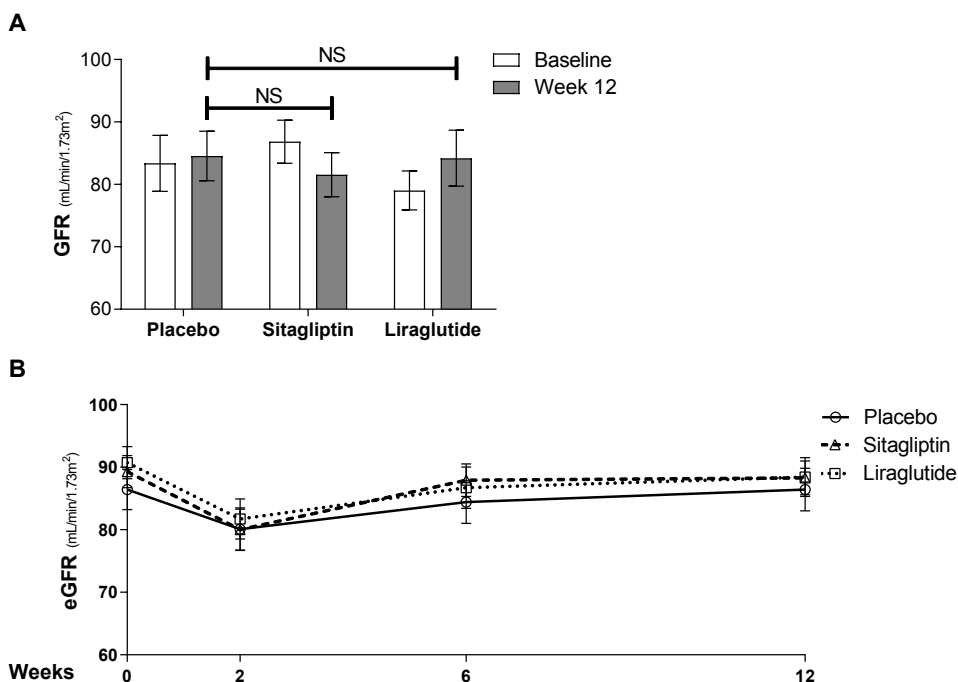 A
100
90
80
70
60
GFR (mL/min/1.73m²)
NS
NS
Baseline
Week 12
Placebo Sitagliptin Liraglutide
B
100
90
80
70
60
eGFR (mL/min/1.73m²)
Placebo
Sitagliptin
Liraglutide
Weeks 0 2 6 12